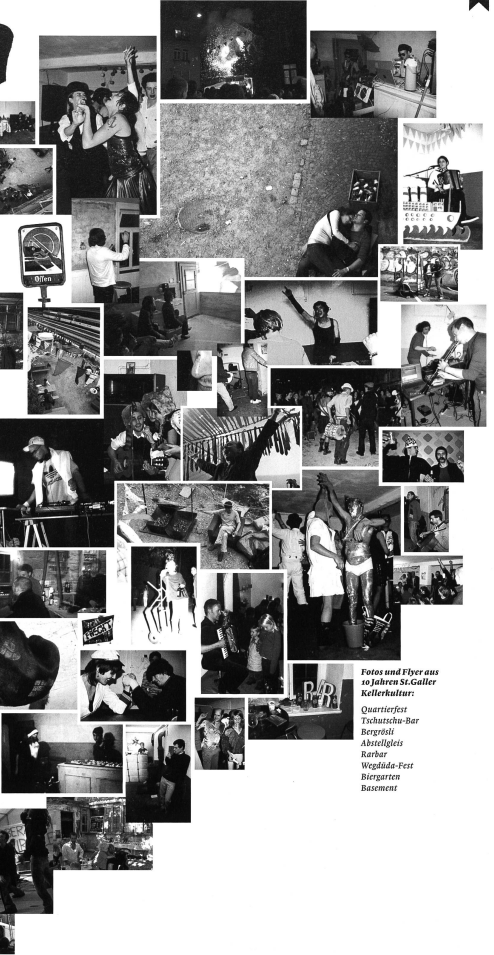 Offen
RAR
Fotos und Flyer aus
10 Jahren St.Galler
Kellerkultur:
Quartierfest
Tschutschu-Bar
Bergrösli
Abstellgleis
Rarbar
Wegdüda-Fest
Biergarten
Basement